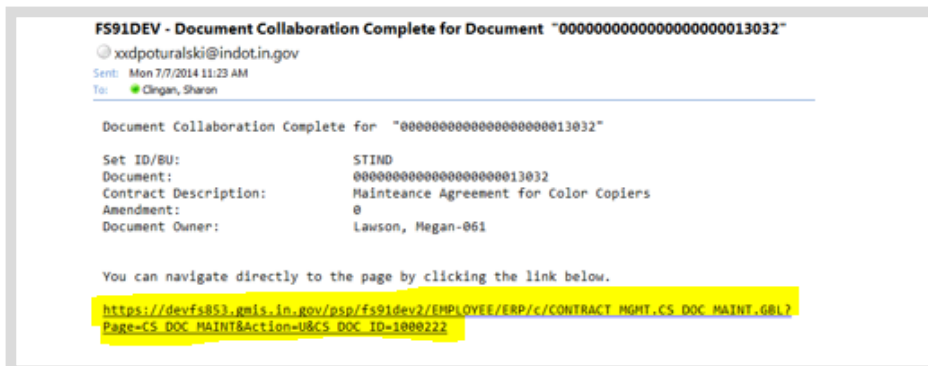 FS91DEV - Document Collaboration Complete for Document "0000000000000000000013032"
xxdpoturalski@indot.in.gov
Sent: Mon 7/7/2014 11:23 AM
To: Clingan, Sharon
Document Collaboration Complete for "0000000000000000000013032"
Set ID/BU: STIND
Document: 0000000000000000000013032
Contract Description: Mainteance Agreement for Color Copiers
Amendment: 0
Document Owner: Lawson, Megan-061
You can navigate directly to the page by clicking the link below.
https://devfs853.gmis.in.gov/psp/fs91dev2/EMPLOYEE/ERP/c/CONTRACT_MGMT.CS_DOC_MAINT.GBL?
Page=CS_DOC_MAINT&Action=U&CS_DOC_ID=1000222